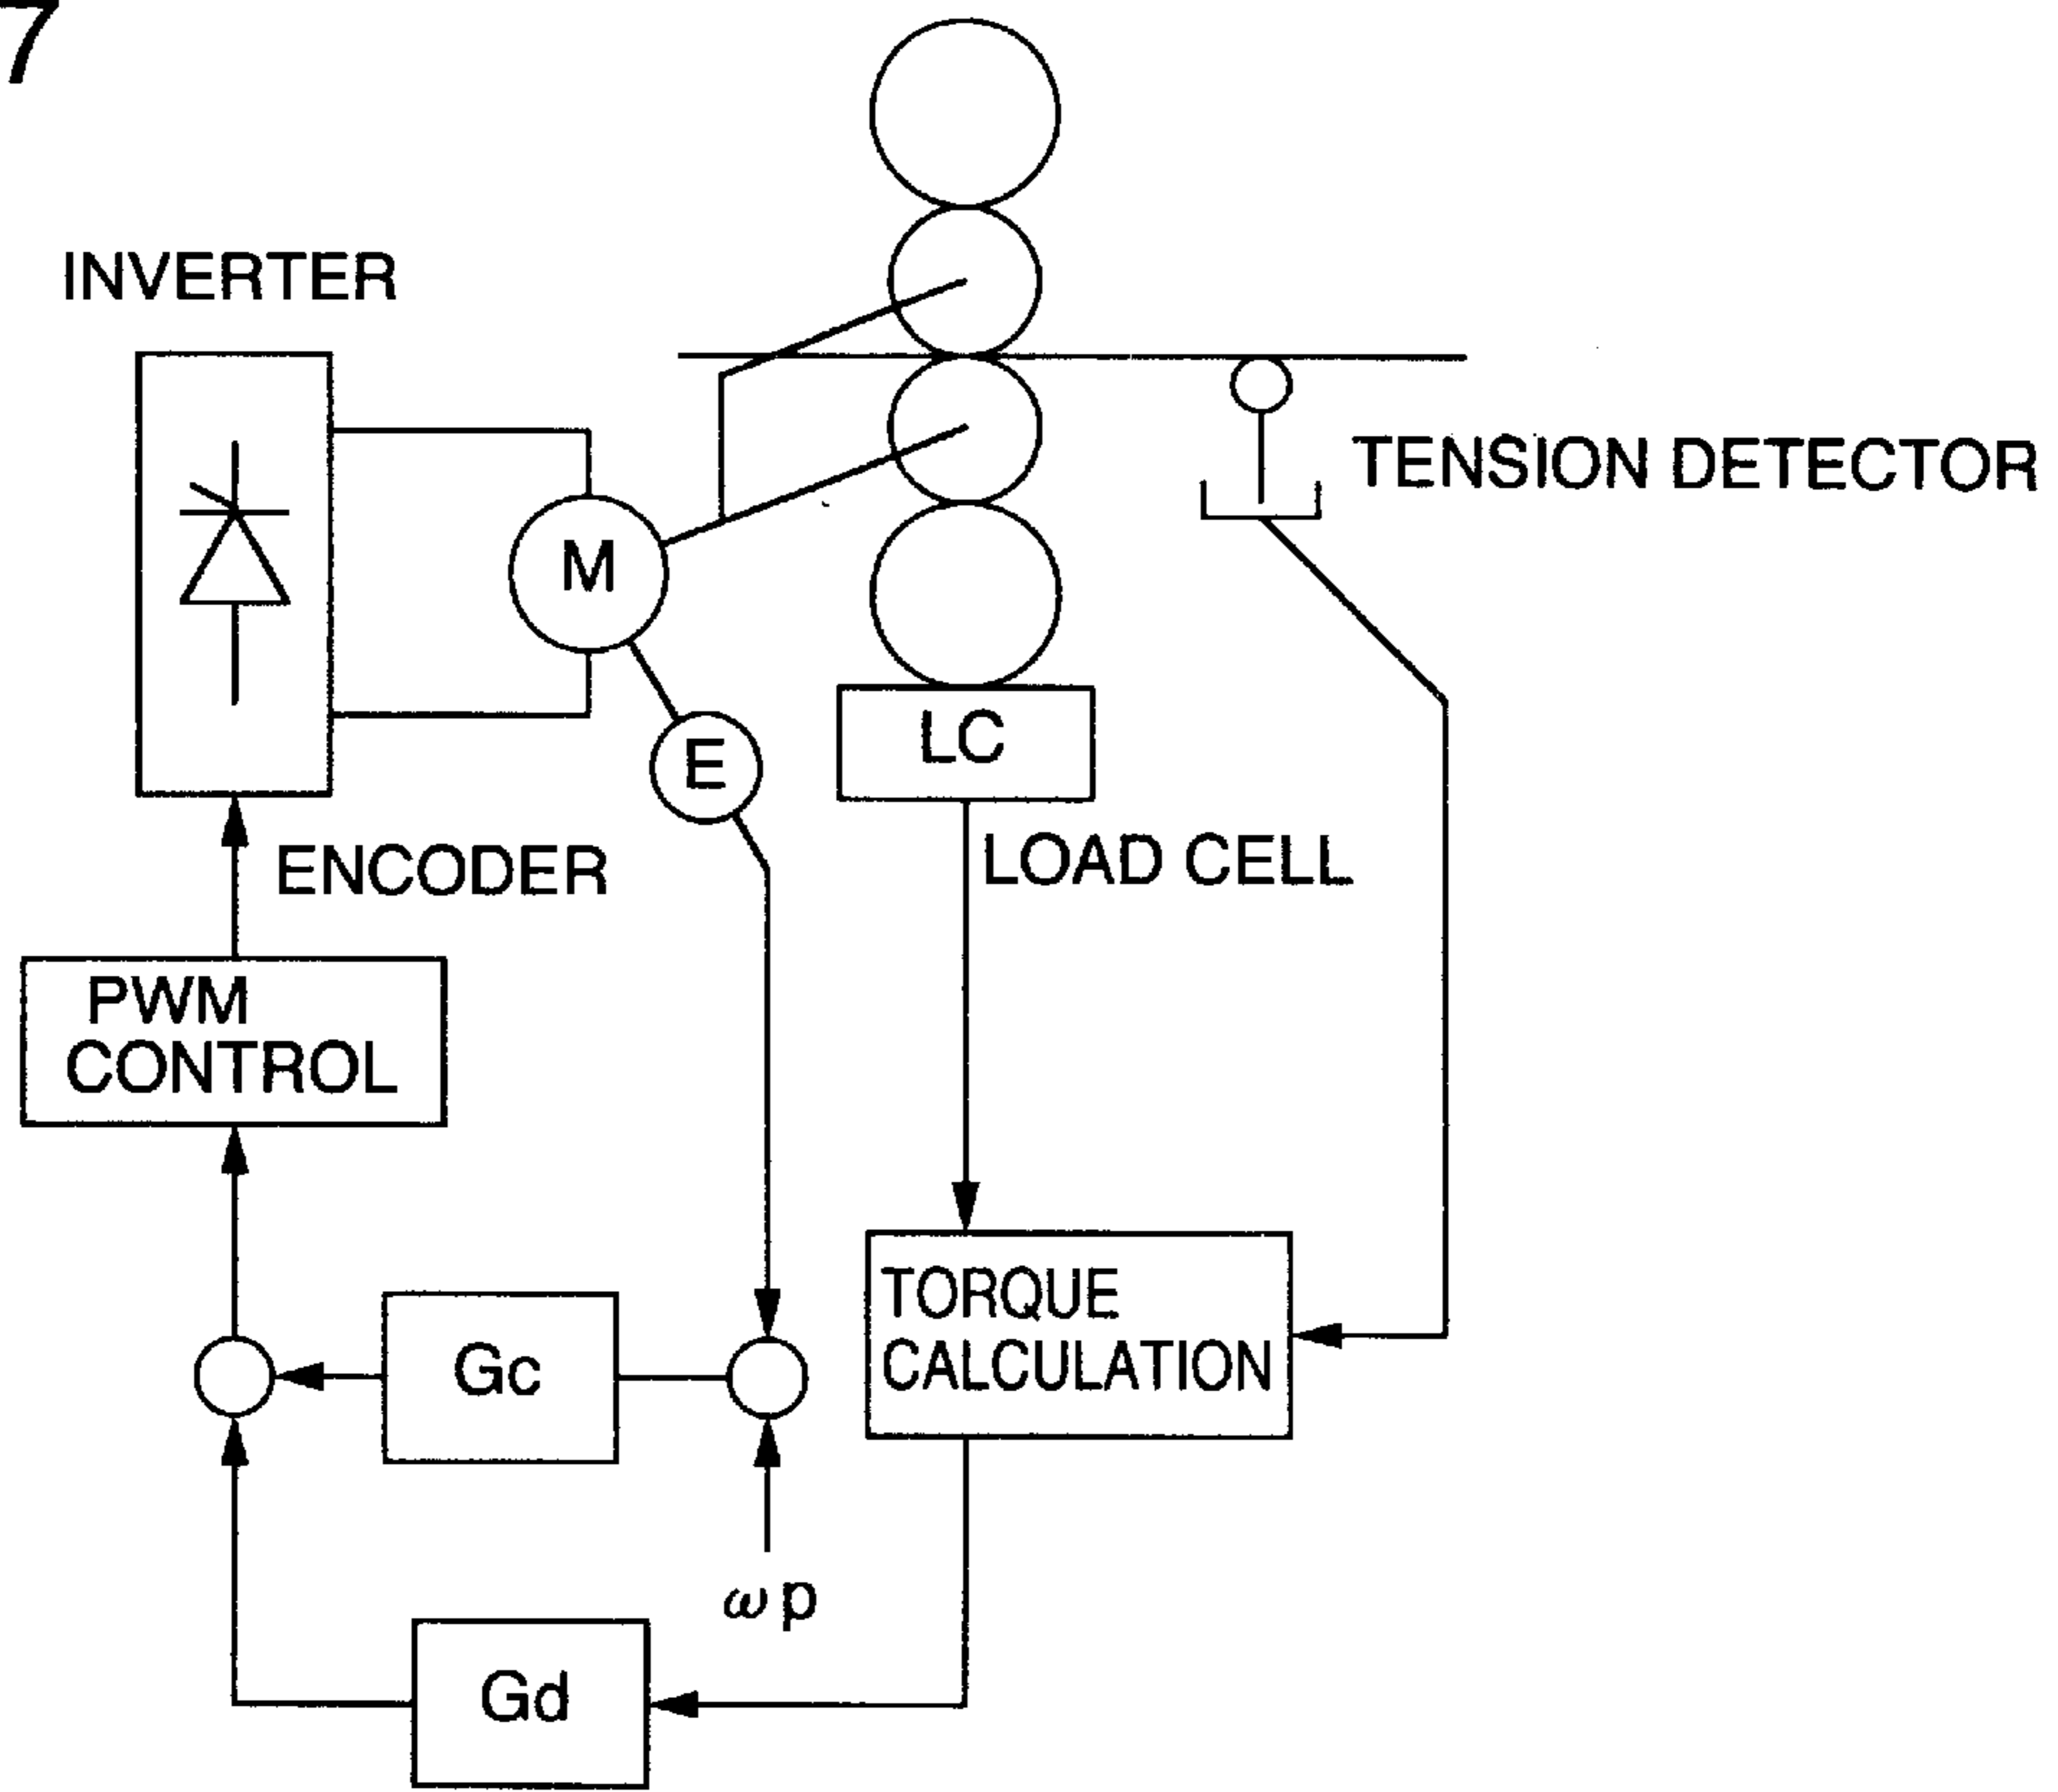 7
INVERTER
TENSION DETECTOR
M
LC
E
LOAD CELL
ENCODER
PWM
CONTROL
TORQUE
CALCULATION
Gc
ωp
Gd